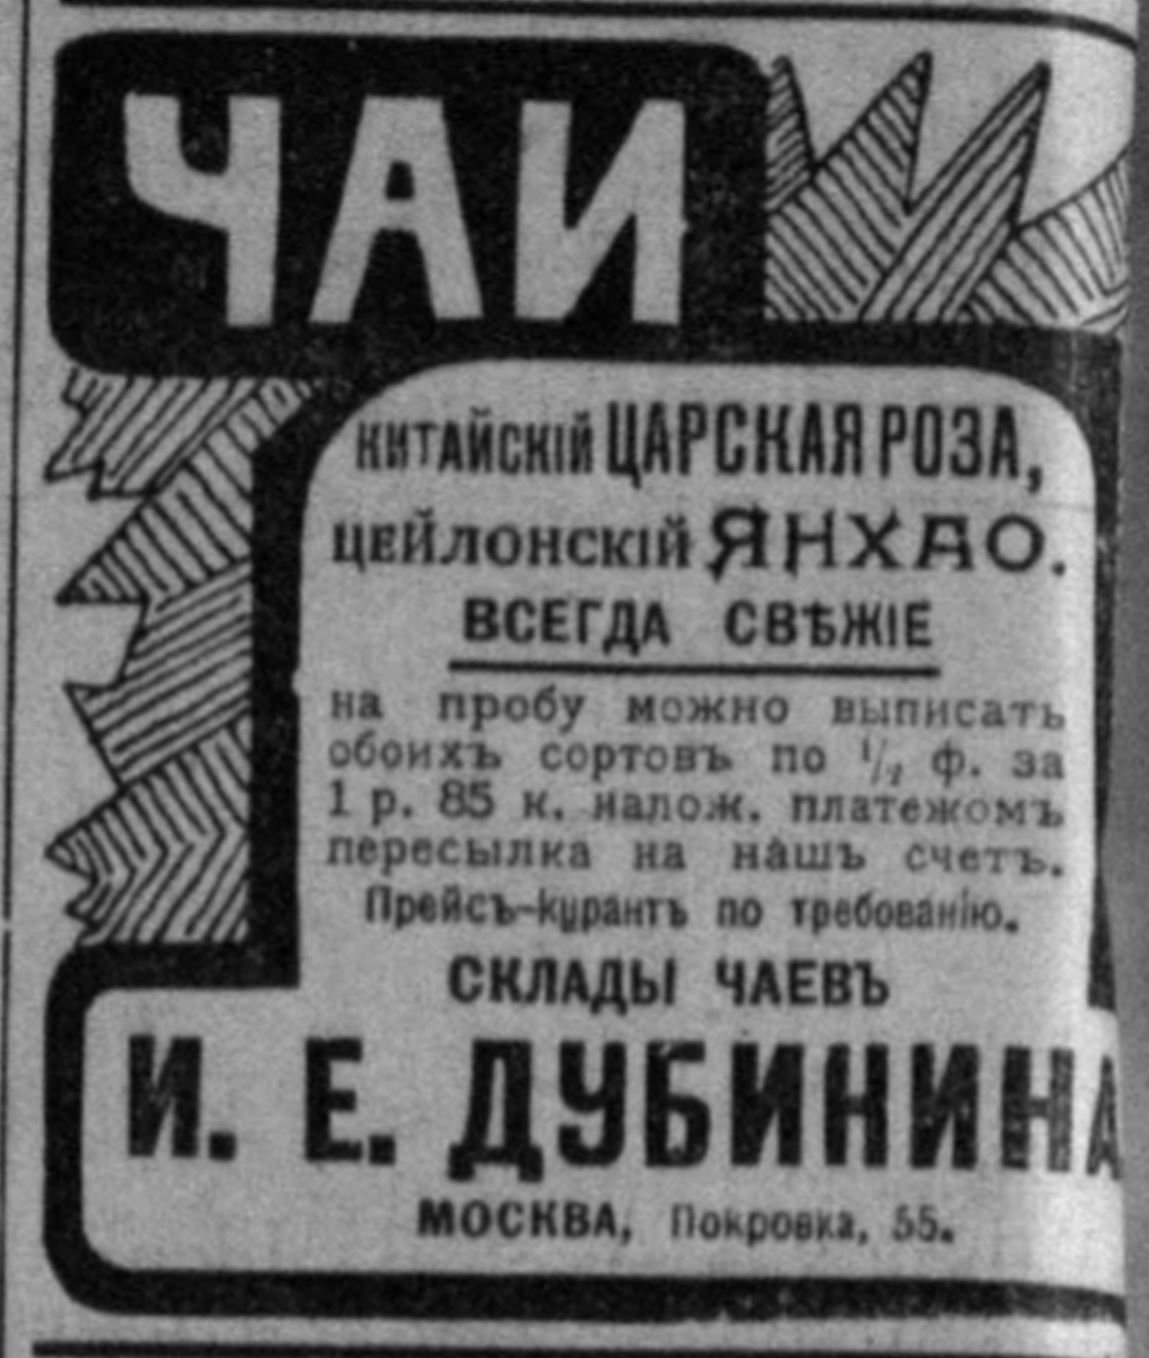 ЧАИ
КИТАЙСКІЙ ЦАРСКАЯ РОЗА,
ЦЕЙЛОНСКІЙ ЯНХАО.
ВСЕГДА СВѢЖІЕ
на пробу можно выписать
обоихъ сортовъ по 1/2 ф. за
1 р. 85 к. налож. платежомъ
пересылка на нашъ счетъ.
Прейсъ-курантъ по требованію.
СКЛАДЫ ЧАЕВЪ
И. Е. ДУБИНИНА
МОСКВА, Покровка, 55.